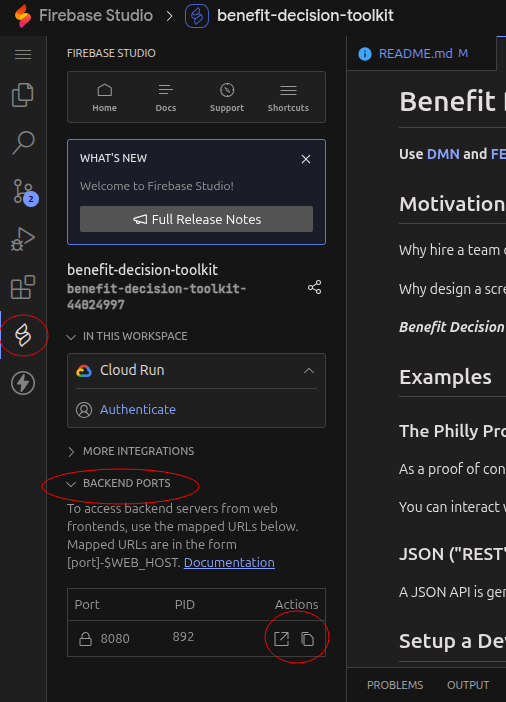 Firebase Studio > benefit-decision-toolkit
FIREBASE STUDIO
Home Docs Support Shortcuts
WHAT'S NEW
Welcome to Firebase Studio!
Full Release Notes
2
benefit-decision-toolkit
benefit-decision-toolkit-
44024997
IN THIS WORKSPACE
Cloud Run
Authenticate
MORE INTEGRATIONS
BACKEND PORTS
To access backend servers from web
frontends, use the mapped URLs below.
Mapped URLs are in the form
[port]-$WEB_HOST. Documentation
Port PID Actions
8080 892
README.md M
Benefit
Use DMN and FE
Motivation
Why hire a team
Why design a scre
Benefit Decision
Examples
The Philly Pro
As a proof of con
You can interact
JSON ("REST"
A JSON API is ger
Setup a De
PROBLEMS OUTPUT